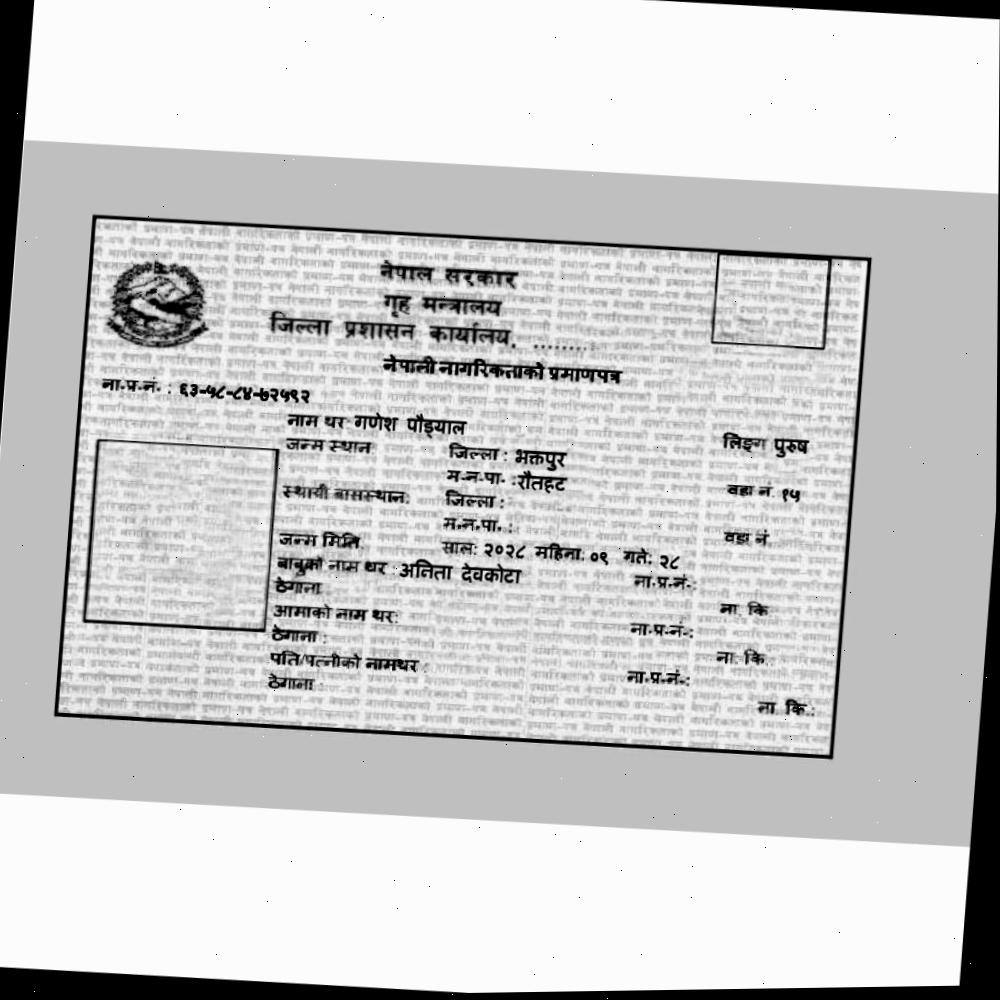 नेपाल सरकार
गृह मन्त्रालय
जिल्ला प्रशासन कार्यालय, .........
नेपाली नागरिकताको प्रमाणपत्र
ना.प्र.नं. : ६३-५८-८४-७२५९२
नाम थर गणेश पौड्याल लिङ्ग पुरुष
जन्म स्थान जिल्ला : भक्तपुर
म.न.पा. : रौतहट वडा नं. १५
स्थायी बासस्थान: जिल्ला :
म.न.पा. : वडा नं
जन्म मिति: साल: २०२८ महिना: ०९ गते: २८
बाबुको नाम थर : अनिता देवकोटा ना.प्र.नं.:
ठेगाना ना. कि
आमाको नाम थर: ना.प्र.नं.:
ठेगाना : ना. कि.
पति/पत्नीको नामथर : ना.प्र.नं.:
ठेगाना : ना. कि.: